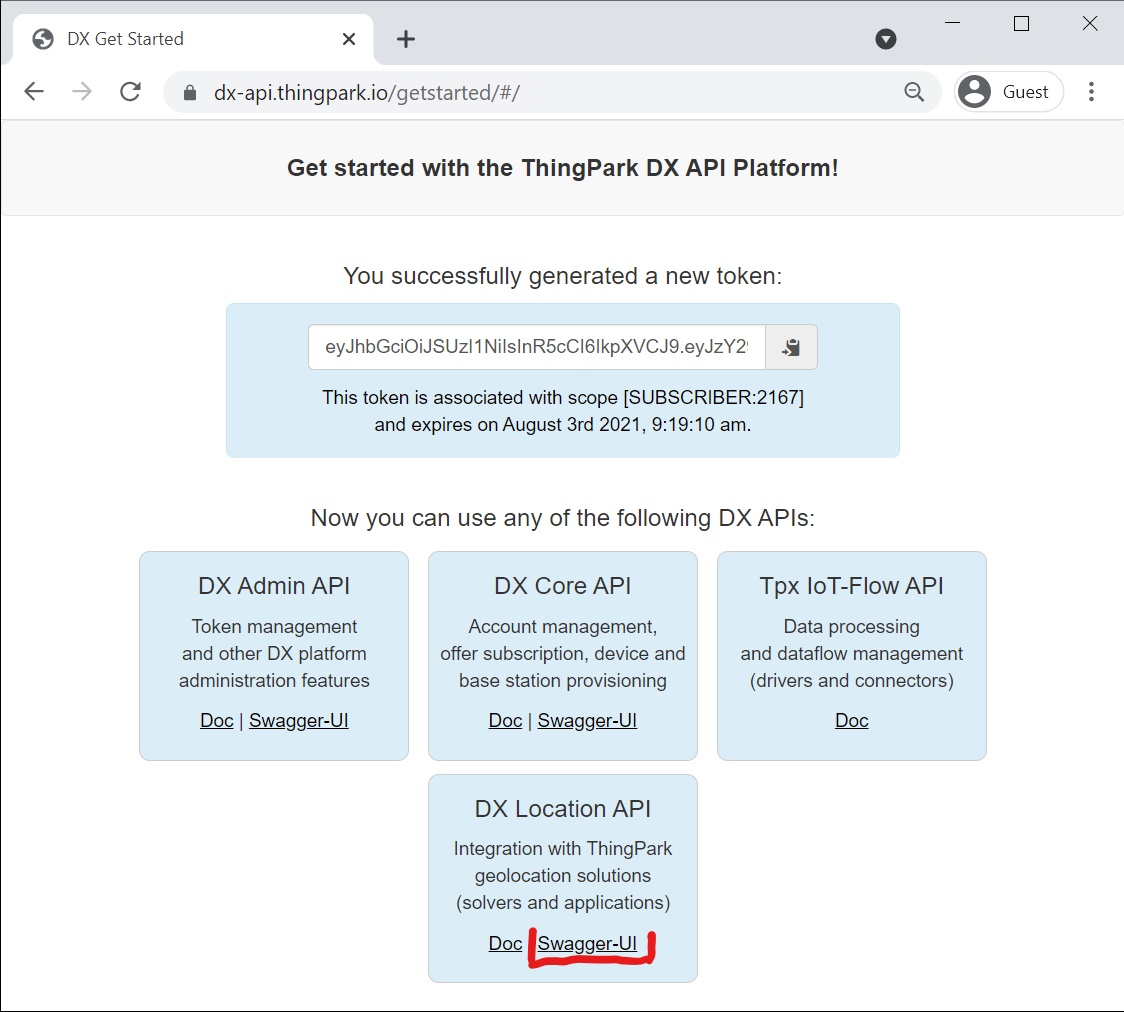 DX Get Started
dx-api.thingpark.io/getstarted/#/
Guest
Get started with the ThingPark DX API Platform!
You successfully generated a new token:
eyJhbGciOiJSUzI1NiIsInR5cCI6IkpXVCJ9.eyJzY29
This token is associated with scope [SUBSCRIBER:2167]
and expires on August 3rd 2021, 9:19:10 am.
Now you can use any of the following DX APIs:
DX Admin API
Token management
and other DX platform
administration features
Doc | Swagger-UI
DX Core API
Account management,
offer subscription, device and
base station provisioning
Doc | Swagger-UI
Tpx IoT-Flow API
Data processing
and dataflow management
(drivers and connectors)
Doc
DX Location API
Integration with ThingPark
geolocation solutions
(solvers and applications)
Doc Swagger-UI